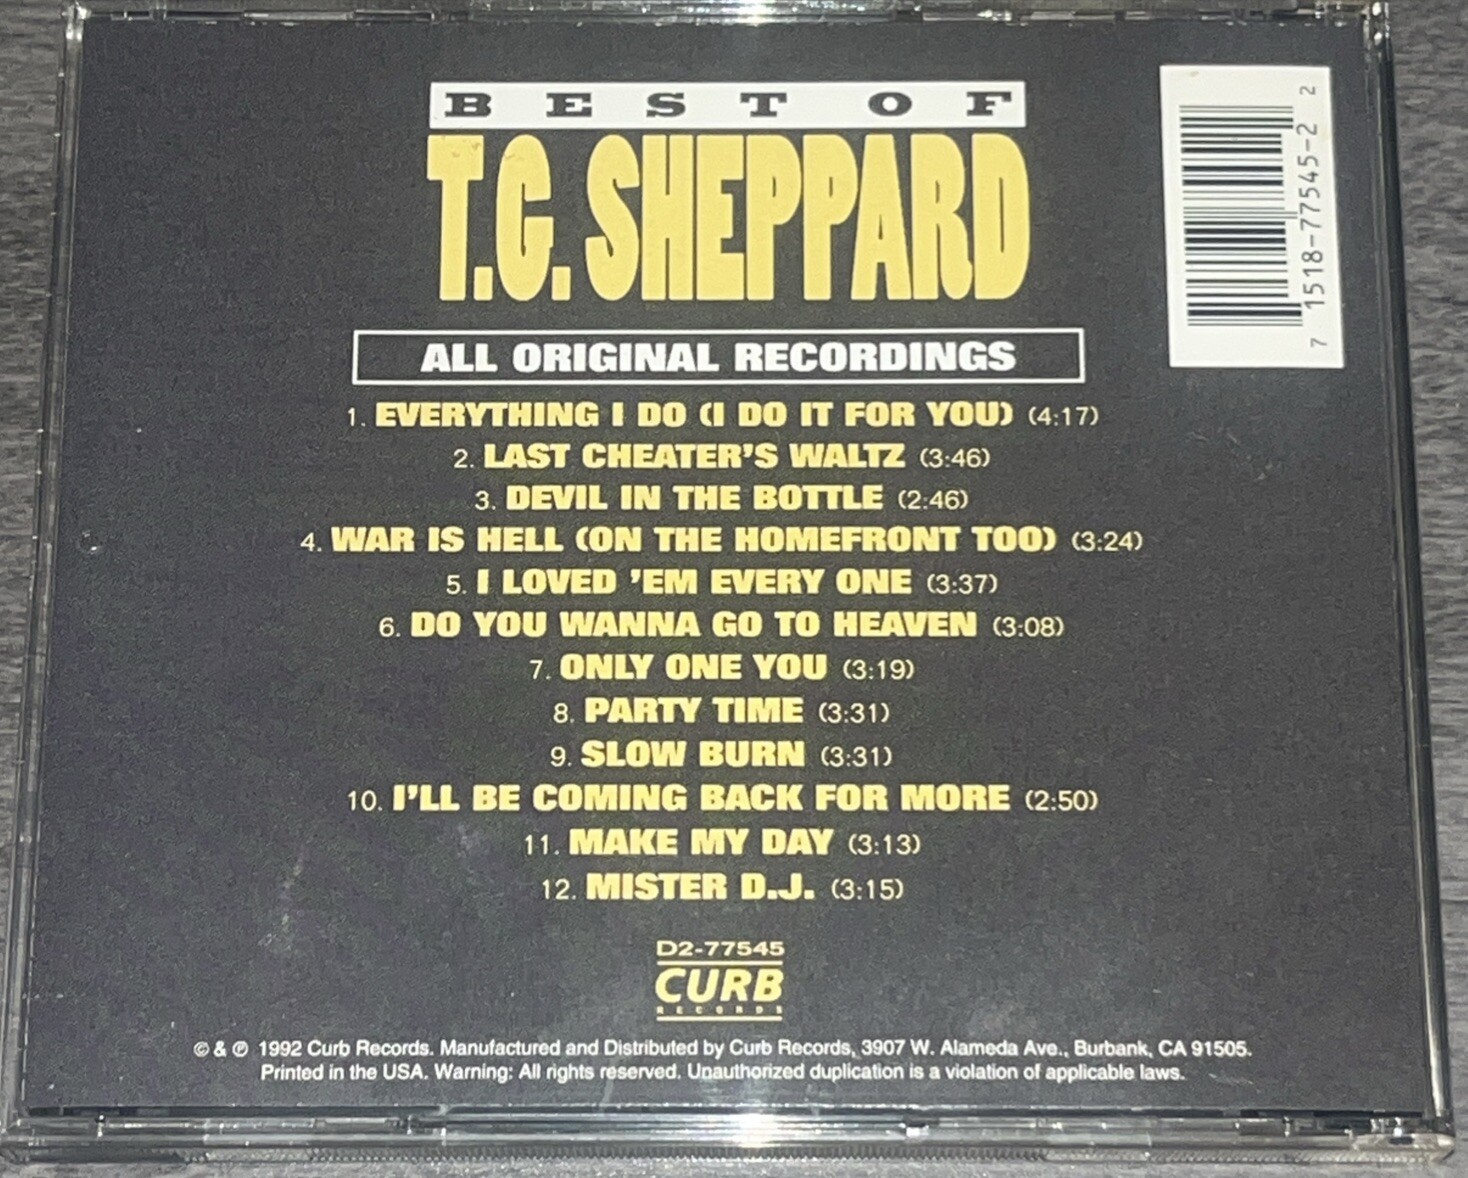 BEST OF
T.G. SHEPPARD
ALL ORIGINAL RECORDINGS
1. EVERYTHING I DO (I DO IT FOR YOU) (4:17)
2. LAST CHEATER'S WALTZ (3:46)
3. DEVIL IN THE BOTTLE (2:46)
4. WAR IS HELL (ON THE HOMEFRONT TOO) (3:24)
5. I LOVED 'EM EVERY ONE (3:37)
6. DO YOU WANNA GO TO HEAVEN (3:08)
7. ONLY ONE YOU (3:19)
8. PARTY TIME (3:31)
9. SLOW BURN (3:31)
10. I'LL BE COMING BACK FOR MORE (2:50)
11. MAKE MY DAY (3:13)
12. MISTER D.J. (3:15)
D2-77545
CURB
RECORDS
© & ℗ 1992 Curb Records. Manufactured and Distributed by Curb Records, 3907 W. Alameda Ave., Burbank, CA 91505.
Printed in the USA. Warning: All rights reserved. Unauthorized duplication is a violation of applicable laws.
7 1518-77545-2 2